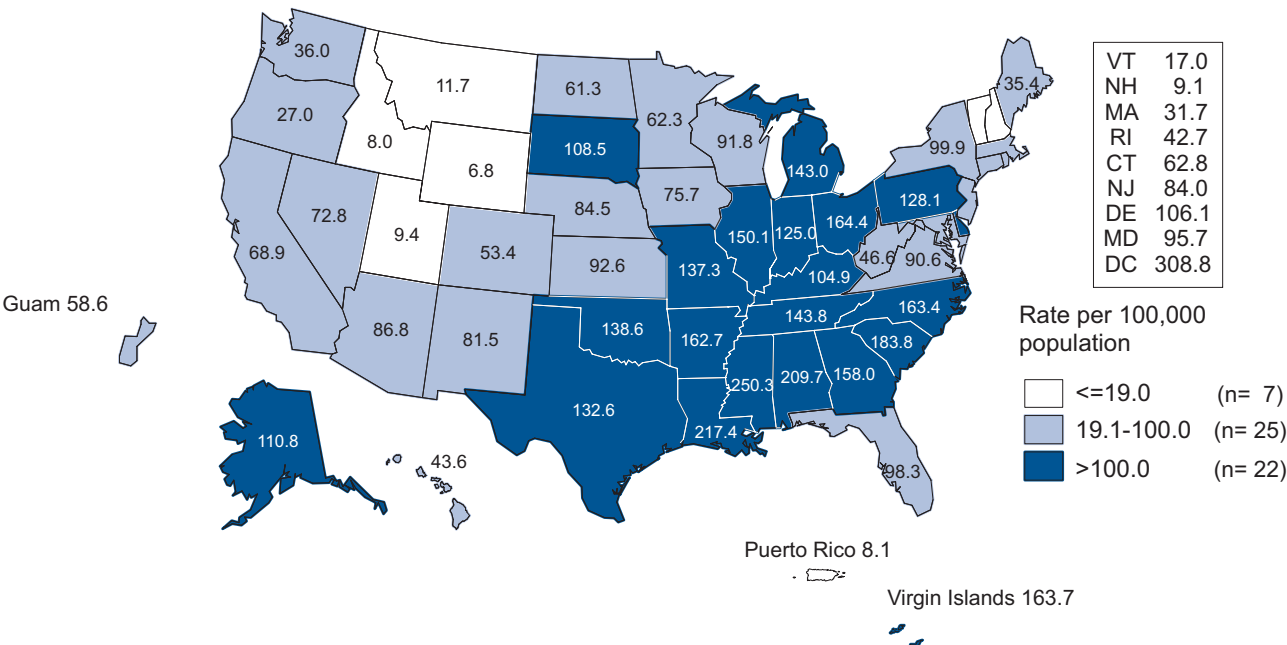 36.0
11.7
61.3
62.3
35.4
27.0
8.0
6.8
108.5
91.8
143.0
99.9
128.1
72.8
9.4
53.4
84.5
75.7
150.1
125.0
164.4
68.9
92.6
137.3
104.9
46.6
90.6
86.8
81.5
138.6
162.7
143.8
163.4
183.8
132.6
217.4
250.3
209.7
158.0
98.3
110.8
43.6
Guam 58.6
Puerto Rico 8.1
Virgin Islands 163.7
VT 17.0
NH 9.1
MA 31.7
RI 42.7
CT 62.8
NJ 84.0
DE 106.1
MD 95.7
DC 308.8
Rate per 100,000
population
<=19.0 (n= 7)
19.1-100.0 (n= 25)
>100.0 (n= 22)